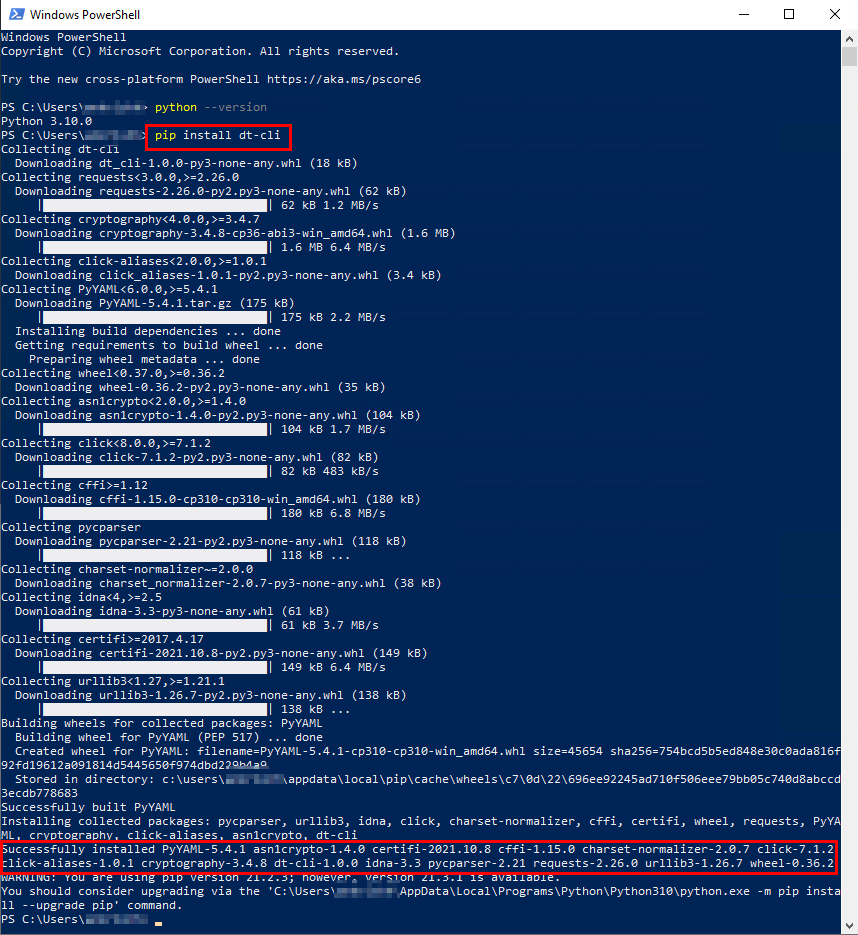 Windows PowerShell
Windows PowerShell
Copyright (C) Microsoft Corporation. All rights reserved.
Try the new cross-platform PowerShell https://aka.ms/pscore6
PS C:\Users\ > python --version
Python 3.10.0
PS C:\Users\ > pip install dt-cli
Collecting dt-cli
Downloading dt_cli-1.0.0-py3-none-any.whl (18 kB)
Collecting requests<3.0.0,>=2.26.0
Downloading requests-2.26.0-py2.py3-none-any.whl (62 kB)
| | 62 kB 1.2 MB/s
Collecting cryptography<4.0.0,>=3.4.7
Downloading cryptography-3.4.8-cp36-abi3-win_amd64.whl (1.6 MB)
| | 1.6 MB 6.4 MB/s
Collecting click-aliases<2.0.0,>=1.0.1
Downloading click_aliases-1.0.1-py2.py3-none-any.whl (3.4 kB)
Collecting PyYAML<6.0.0,>=5.4.1
Downloading PyYAML-5.4.1.tar.gz (175 kB)
| | 175 kB 2.2 MB/s
Installing build dependencies ... done
Getting requirements to build wheel ... done
Preparing wheel metadata ... done
Collecting wheel<0.37.0,>=0.36.2
Downloading wheel-0.36.2-py2.py3-none-any.whl (35 kB)
Collecting asn1crypto<2.0.0,>=1.4.0
Downloading asn1crypto-1.4.0-py2.py3-none-any.whl (104 kB)
| | 104 kB 1.7 MB/s
Collecting click<8.0.0,>=7.1.2
Downloading click-7.1.2-py2.py3-none-any.whl (82 kB)
| | 82 kB 483 kB/s
Collecting cffi>=1.12
Downloading cffi-1.15.0-cp310-cp310-win_amd64.whl (180 kB)
| | 180 kB 6.8 MB/s
Collecting pycparser
Downloading pycparser-2.21-py2.py3-none-any.whl (118 kB)
| | 118 kB ...
Collecting charset-normalizer~=2.0.0
Downloading charset_normalizer-2.0.7-py3-none-any.whl (38 kB)
Collecting idna<4,>=2.5
Downloading idna-3.3-py3-none-any.whl (61 kB)
| | 61 kB 3.7 MB/s
Collecting certifi>=2017.4.17
Downloading certifi-2021.10.8-py2.py3-none-any.whl (149 kB)
| | 149 kB 6.4 MB/s
Collecting urllib3<1.27,>=1.21.1
Downloading urllib3-1.26.7-py2.py3-none-any.whl (138 kB)
| | 138 kB ...
Building wheels for collected packages: PyYAML
Building wheel for PyYAML (PEP 517) ... done
Created wheel for PyYAML: filename=PyYAML-5.4.1-cp310-cp310-win_amd64.whl size=45654 sha256=754bcd5b5ed848e30c0ada816f
92fd19612a091814d5445650f974dbd229b4a9
Stored in directory: c:\users\ \appdata\local\pip\cache\wheels\c7\0d\22\696ee92245ad710f506eee79bb05c740d8abccd
3ecdb778683
Successfully built PyYAML
Installing collected packages: pycparser, urllib3, idna, click, charset-normalizer, cffi, certifi, wheel, requests, PyYA
ML, cryptography, click-aliases, asn1crypto, dt-cli
Successfully installed PyYAML-5.4.1 asn1crypto-1.4.0 certifi-2021.10.8 cffi-1.15.0 charset-normalizer-2.0.7 click-7.1.2
click-aliases-1.0.1 cryptography-3.4.8 dt-cli-1.0.0 idna-3.3 pycparser-2.21 requests-2.26.0 urllib3-1.26.7 wheel-0.36.2
WARNING: You are using pip version 21.2.3; however, version 21.3.1 is available.
You should consider upgrading via the 'C:\Users\ AppData\Local\Programs\Python\Python310\python.exe -m pip insta
ll --upgrade pip' command.
PS C:\Users\